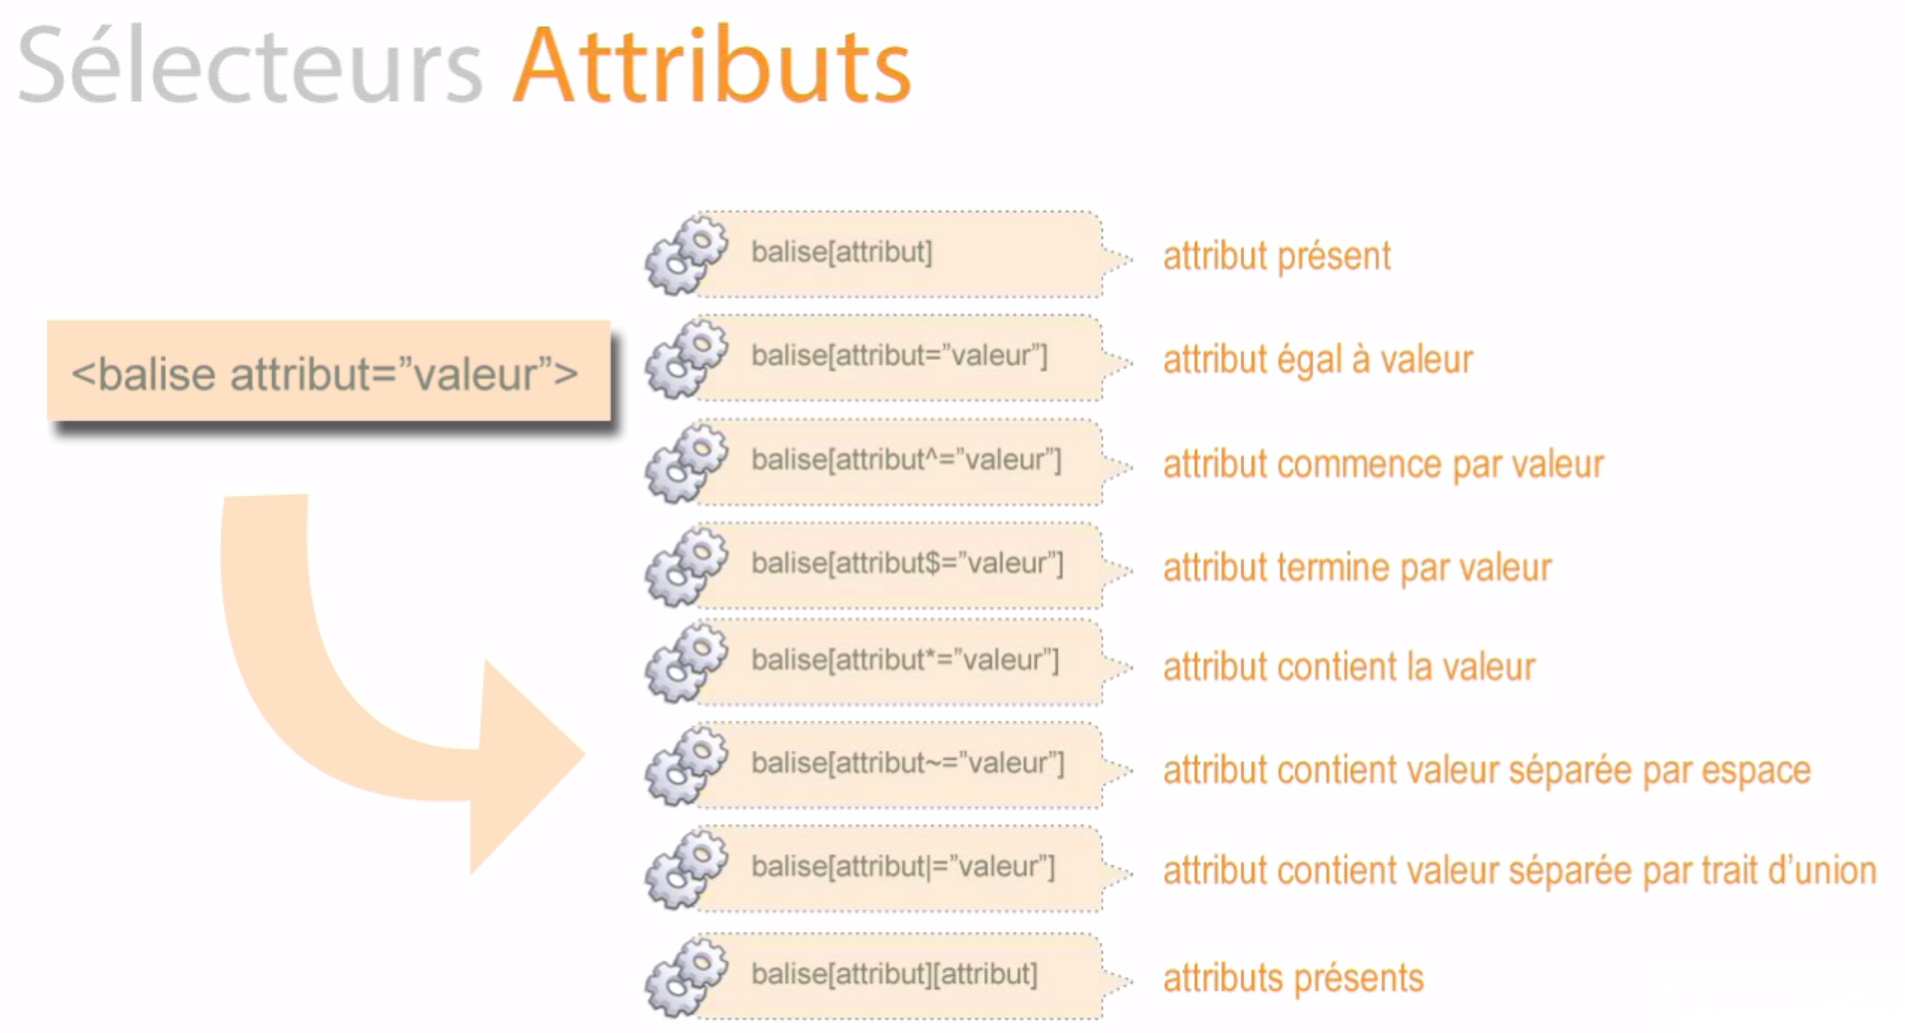 Sélecteurs Attributs
<balise attribut=”valeur”>
balise[attribut] attribut présent
balise[attribut=”valeur”] attribut égal à valeur
balise[attribut^=”valeur”] attribut commence par valeur
balise[attribut$=”valeur”] attribut termine par valeur
balise[attribut*=”valeur”] attribut contient la valeur
balise[attribut~=”valeur”] attribut contient valeur séparée par espace
balise[attribut|=”valeur”] attribut contient valeur séparée par trait d’union
balise[attribut][attribut] attributs présents